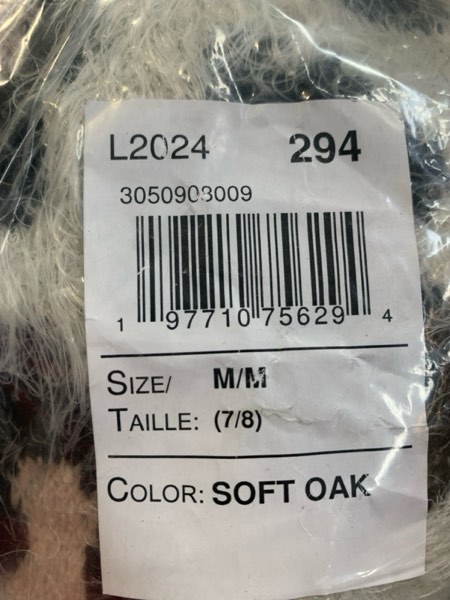 L2024 294
3050903009
1 97710 75629 4
SIZE/ M/M
TAILLE: (7/8)
COLOR: SOFT OAK